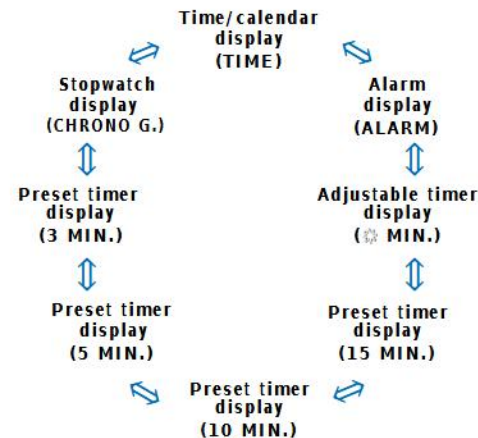 Time/calendar
display
(TIME)
Stopwatch
display
(CHRONO G.)
Alarm
display
(ALARM)
Preset timer
display
(3 MIN.)
Adjustable timer
display
( MIN.)
Preset timer
display
(5 MIN.)
Preset timer
display
(15 MIN.)
Preset timer
display
(10 MIN.)